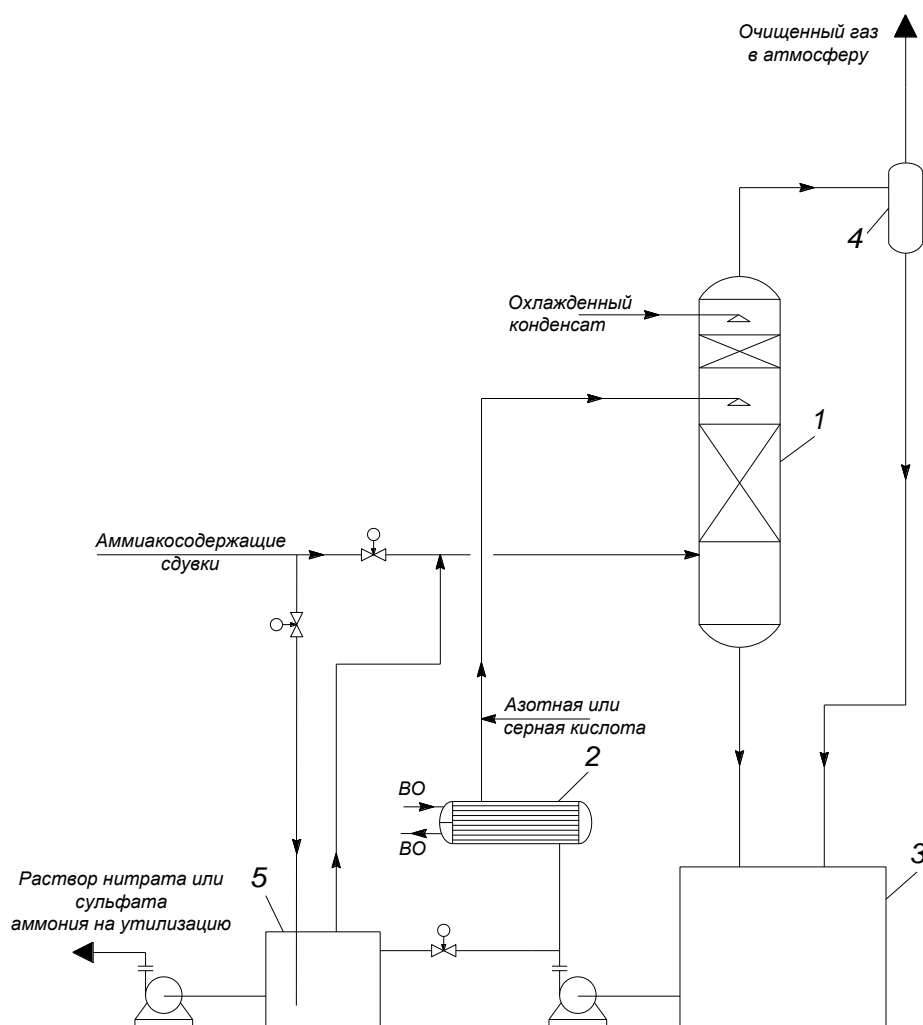 Очищенный газ
в атмосферу
4
Охлажденный
конденсат
1
Аммиакосодержащие
сдувки
Азотная или
серная кислота
2
ВО
ВО
3
Раствор нитрата или
сульфата
аммония на утилизацию
5